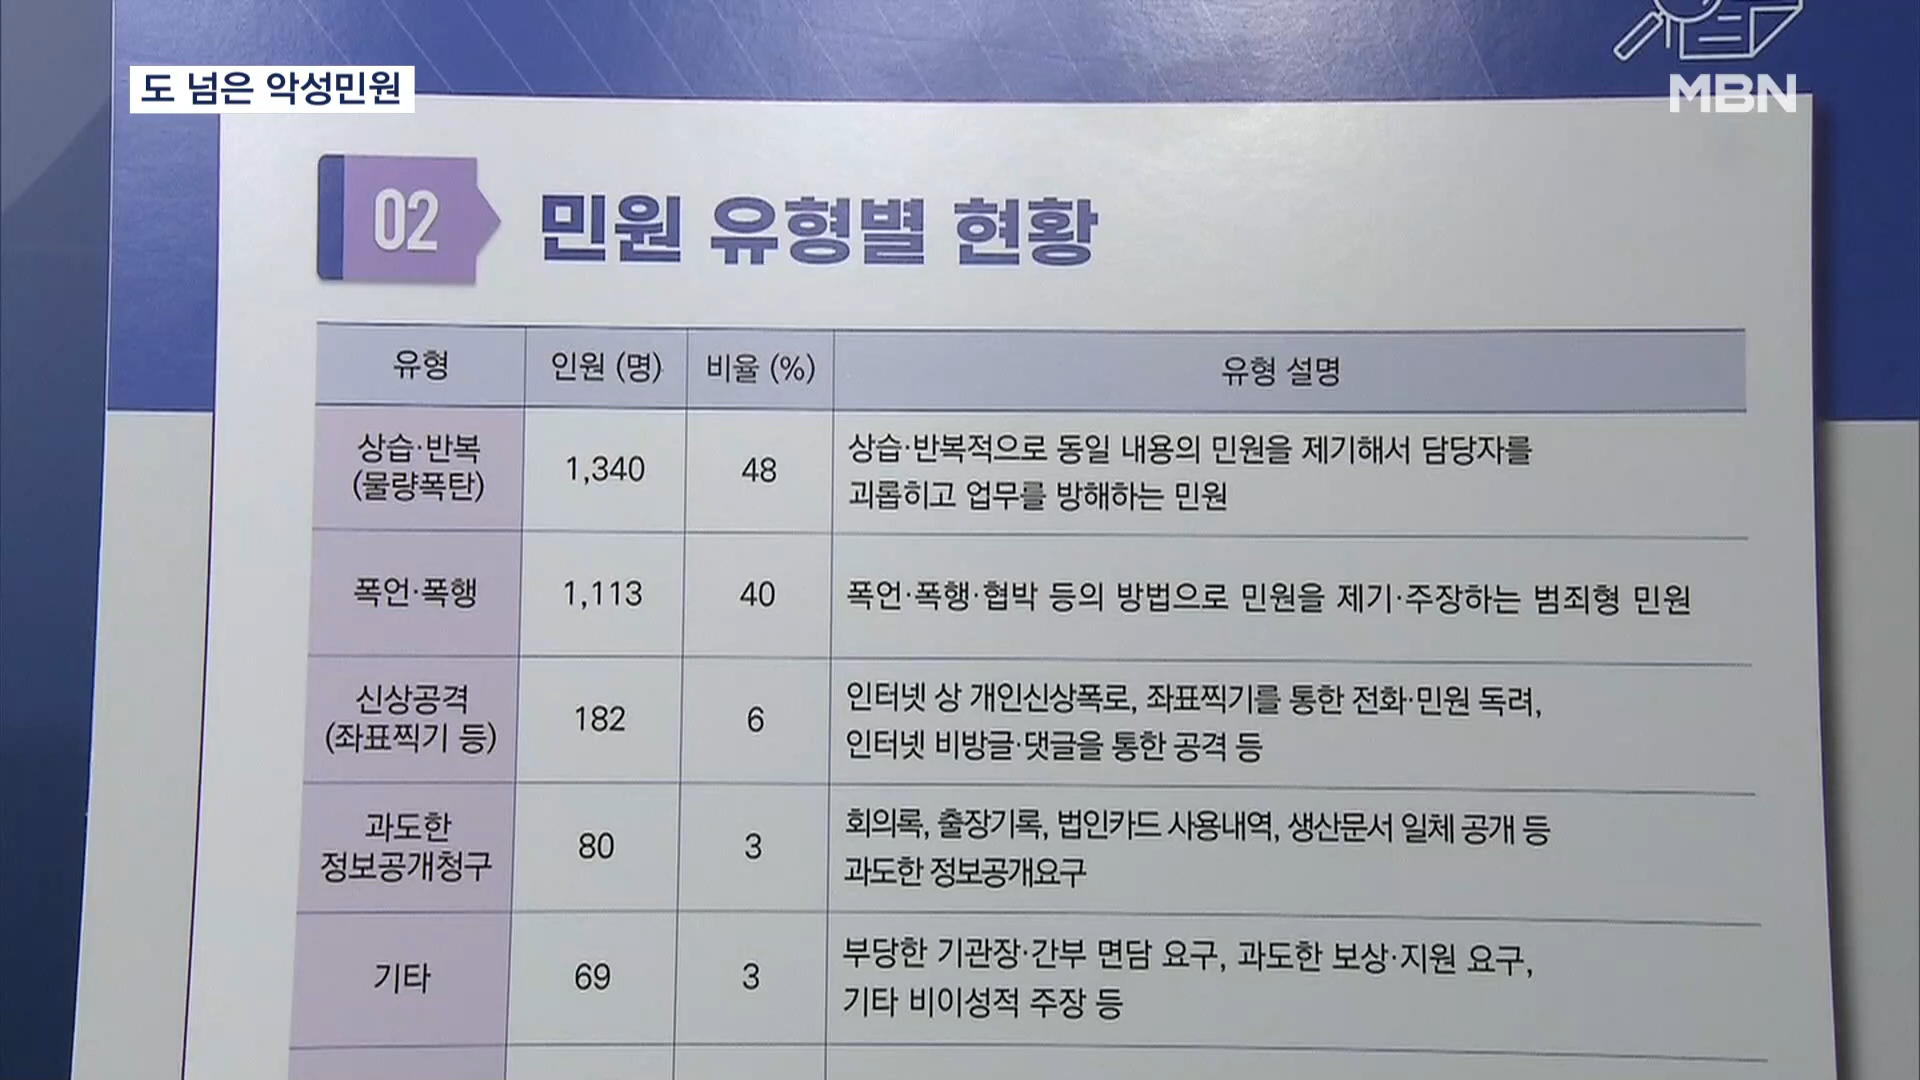 도 넘은 악성민원
MBN
02
민원 유형별 현황
유형
인원 (명)
비율 (%)
유형 설명
상습·반복
(물량폭탄)
1,340
48
상습·반복적으로 동일 내용의 민원을 제기해서 담당자를
괴롭히고 업무를 방해하는 민원
폭언·폭행
1,113
40
폭언·폭행·협박 등의 방법으로 민원을 제기·주장하는 범죄형 민원
신상공격
(좌표찍기 등)
182
6
인터넷 상 개인신상폭로, 좌표찍기를 통한 전화·민원 독려,
인터넷 비방글·댓글을 통한 공격 등
과도한
정보공개청구
80
3
회의록, 출장기록, 법인카드 사용내역, 생산문서 일체 공개 등
과도한 정보공개요구
기타
69
3
부당한 기관장·간부 면담 요구, 과도한 보상·지원 요구,
기타 비이성적 주장 등